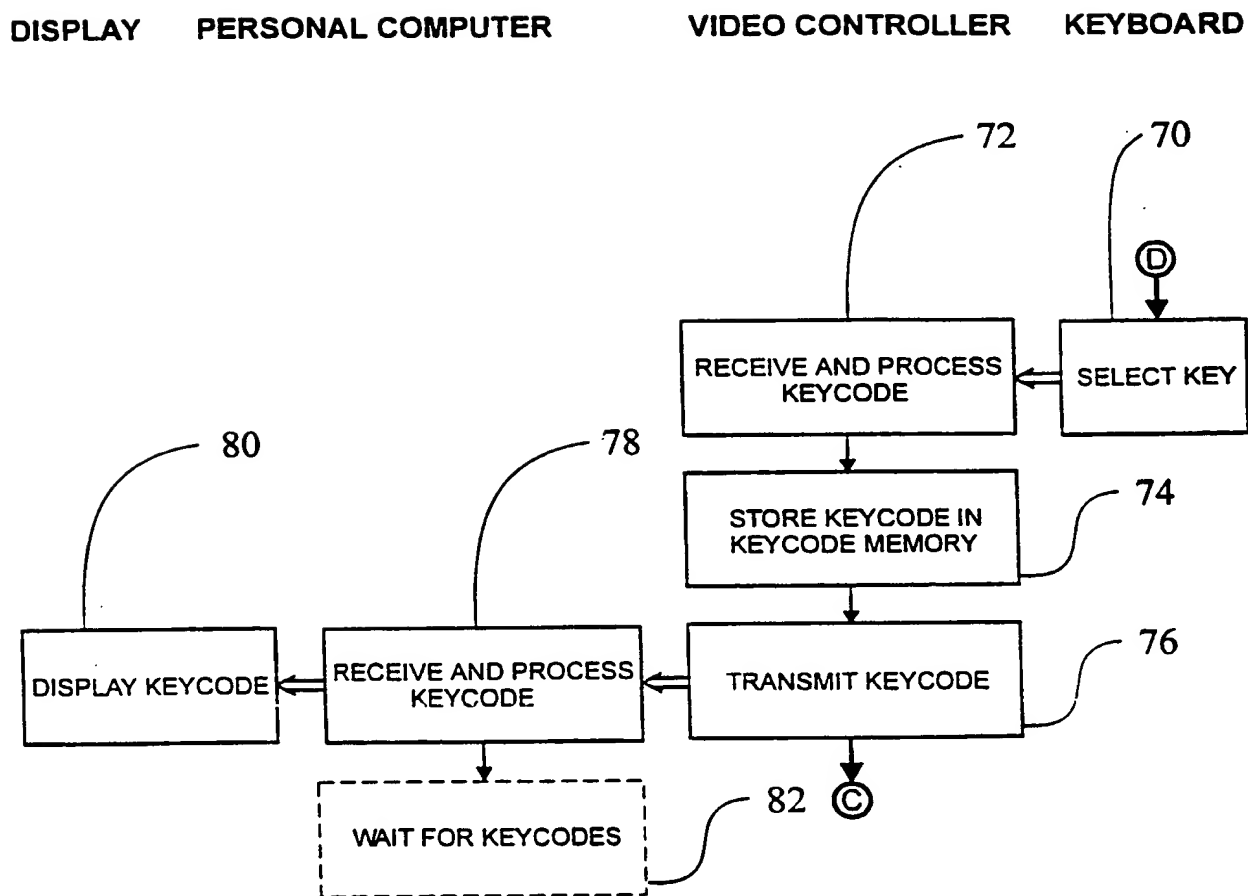 DISPLAY PERSONAL COMPUTER VIDEO CONTROLLER KEYBOARD
72
70
D
RECEIVE AND PROCESS
KEYCODE
SELECT KEY
80
78
74
STORE KEYCODE IN
KEYCODE MEMORY
76
DISPLAY KEYCODE
RECEIVE AND PROCESS
KEYCODE
TRANSMIT KEYCODE
82
C
WAIT FOR KEYCODES